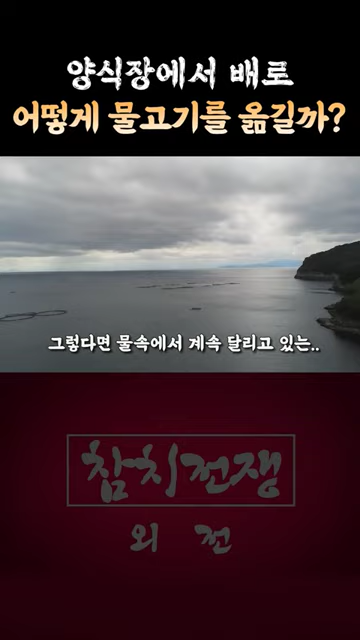 양식장에서 배로
어떻게 물고기를 옮길까?
그렇다면 물속에서 계속 달리고 있는..
참치전쟁
외 전